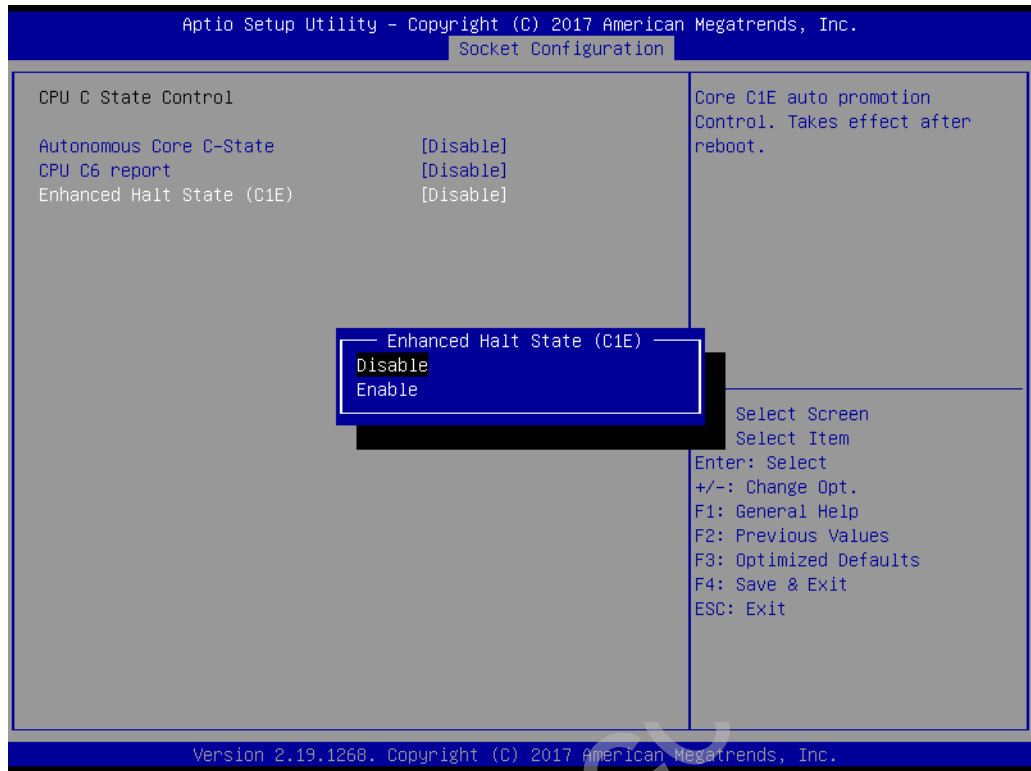 Aptio Setup Utility – Copyright (C) 2017 American Megatrends, Inc.
Socket Configuration
CPU C State Control
Autonomous Core C-State [Disable]
CPU C6 report [Disable]
Enhanced Halt State (C1E) [Disable]
Core C1E auto promotion
Control. Takes effect after
reboot.
Enhanced Halt State (C1E)
Disable
Enable
Select Screen
Select Item
Enter: Select
+/-: Change Opt.
F1: General Help
F2: Previous Values
F3: Optimized Defaults
F4: Save & Exit
ESC: Exit
Version 2.19.1268. Copyright (C) 2017 American Megatrends, Inc.